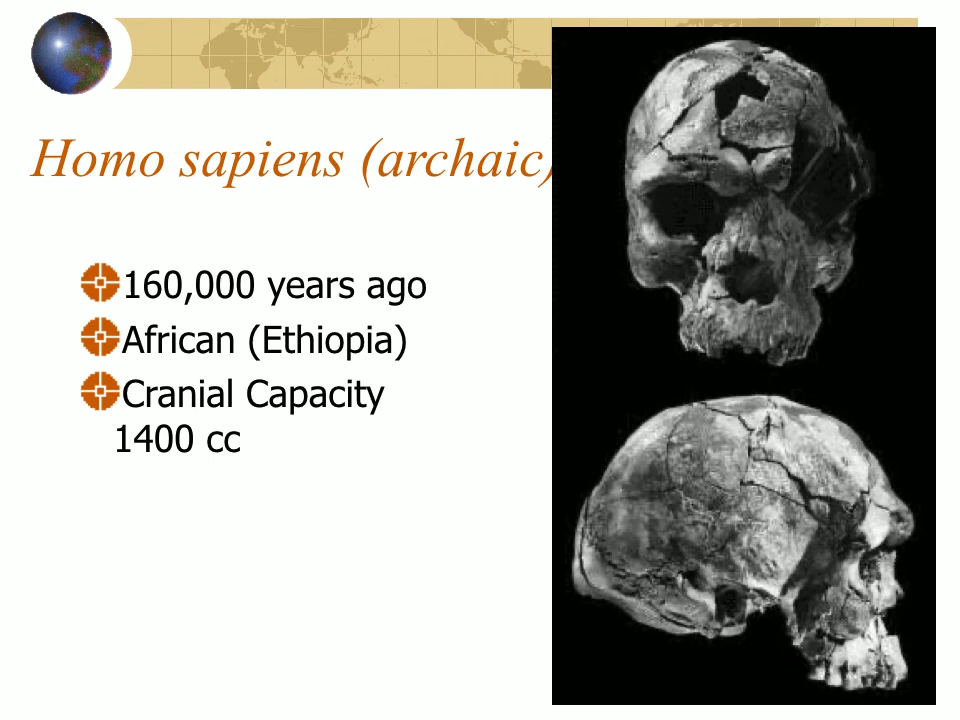 Homo sapiens (archaic)
160,000 years ago
African (Ethiopia)
Cranial Capacity
1400 cc